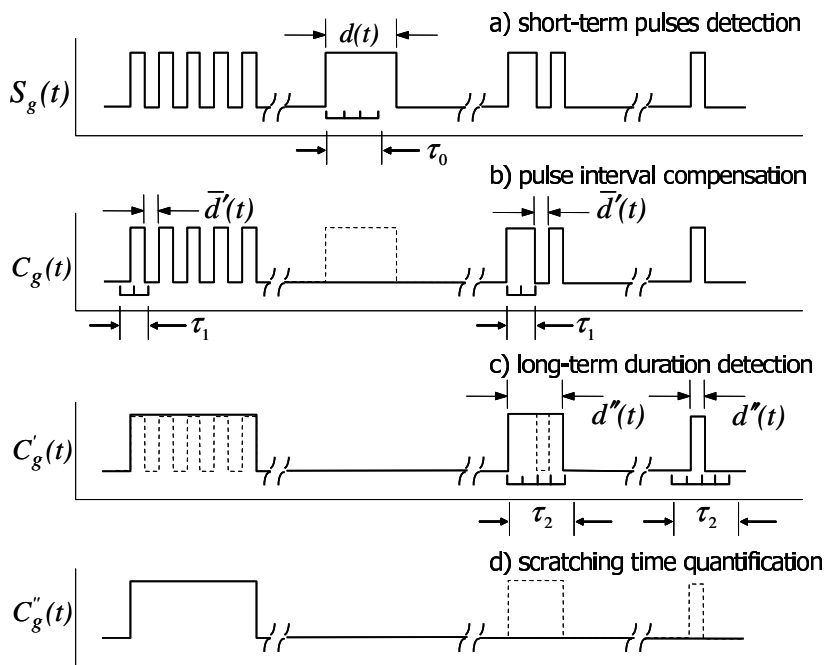 a) short-term pulses detection
d(t)
S_g(t)
τ_0
b) pulse interval compensation
d̅′(t) d̅′(t)
C_g(t)
τ_1 τ_1
c) long-term duration detection
d″(t) d″(t)
C′_g(t)
τ_2 τ_2
d) scratching time quantification
C″_g(t)